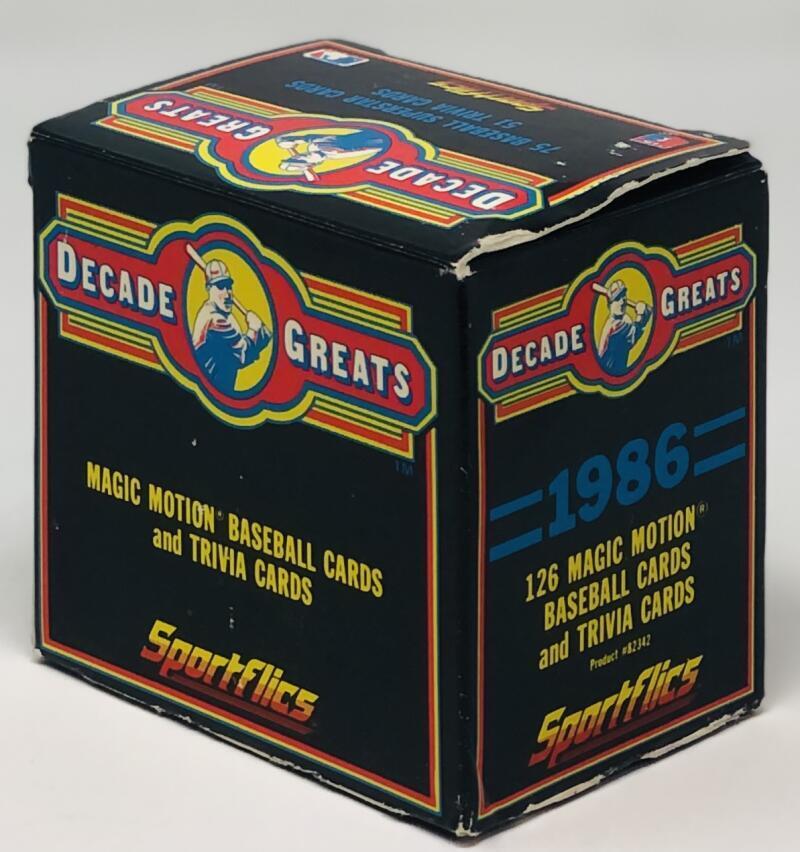 Sportflics
75 BASEBALL SUPERSTAR CARDS
51 TRIVIA CARDS
DECADE GREATS
DECADE GREATS
TM
MAGIC MOTION® BASEBALL CARDS
and TRIVIA CARDS
Sportflics
DECADE GREATS
TM
1986
126 MAGIC MOTION®
BASEBALL CARDS
and TRIVIA CARDS
Product #82342
Sportflics